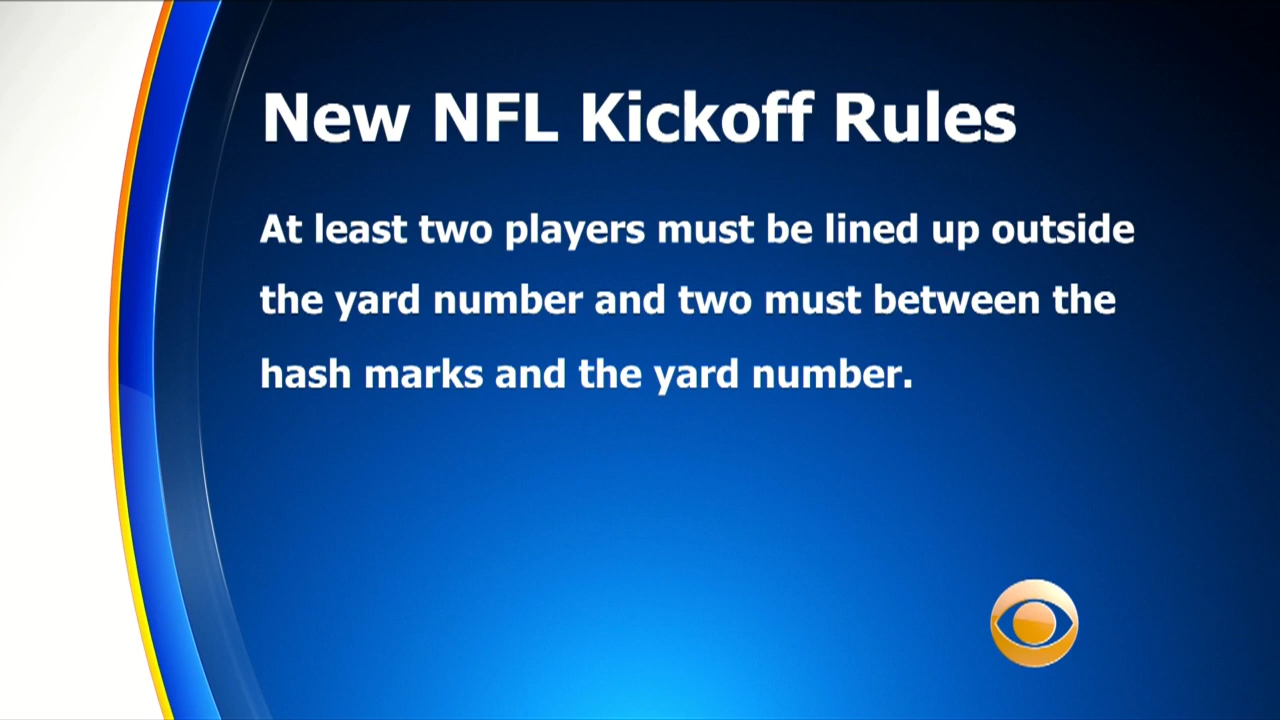 New NFL Kickoff Rules
At least two players must be lined up outside
the yard number and two must between the
hash marks and the yard number.